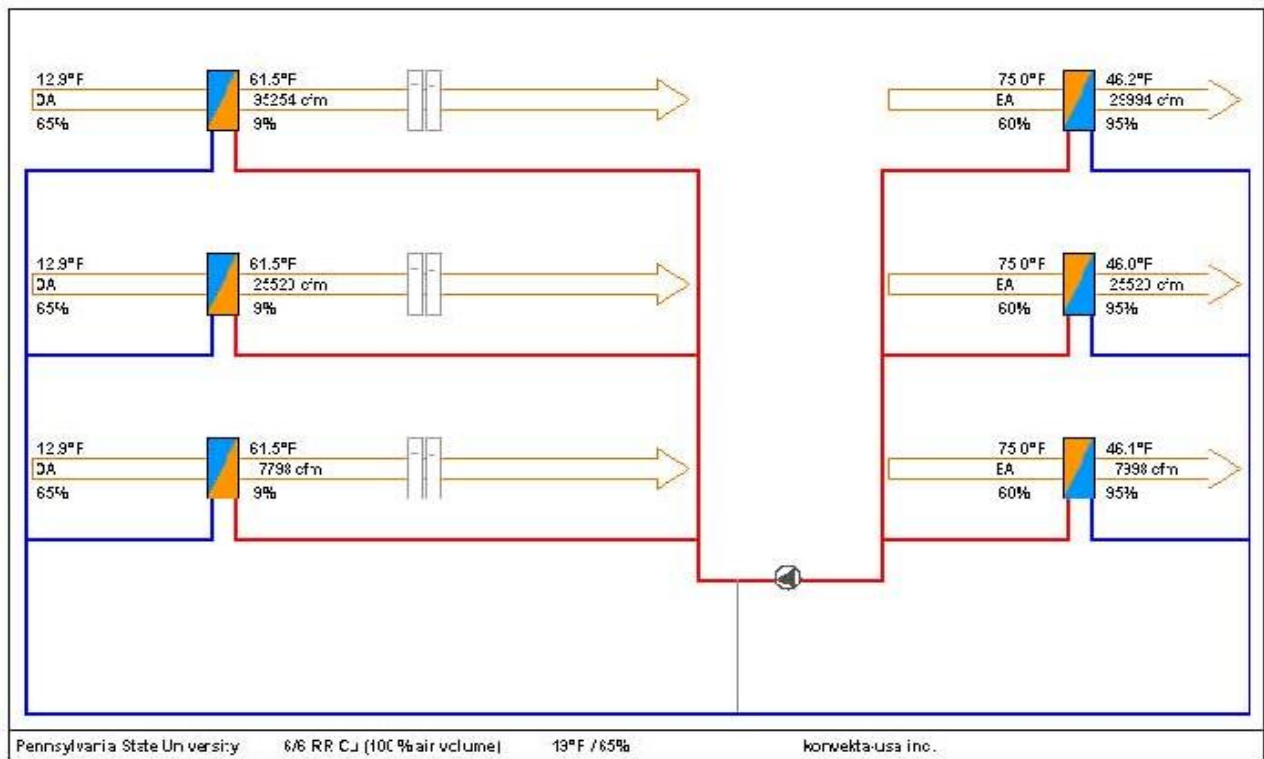 12.9°F 61.5°F 75.0°F 46.2°F
OA 35254 cfm EA 29994 cfm
65% 9% 60% 95%
12.9°F 61.5°F 75.0°F 46.0°F
OA 25520 cfm EA 25520 cfm
65% 9% 60% 95%
12.9°F 61.5°F 75.0°F 46.1°F
OA 7798 cfm EA 7998 cfm
65% 9% 60% 95%
Pennsylvania State University 6/6 RR Cu (100 % air volume) 13°F / 65% konvekta-usa inc.